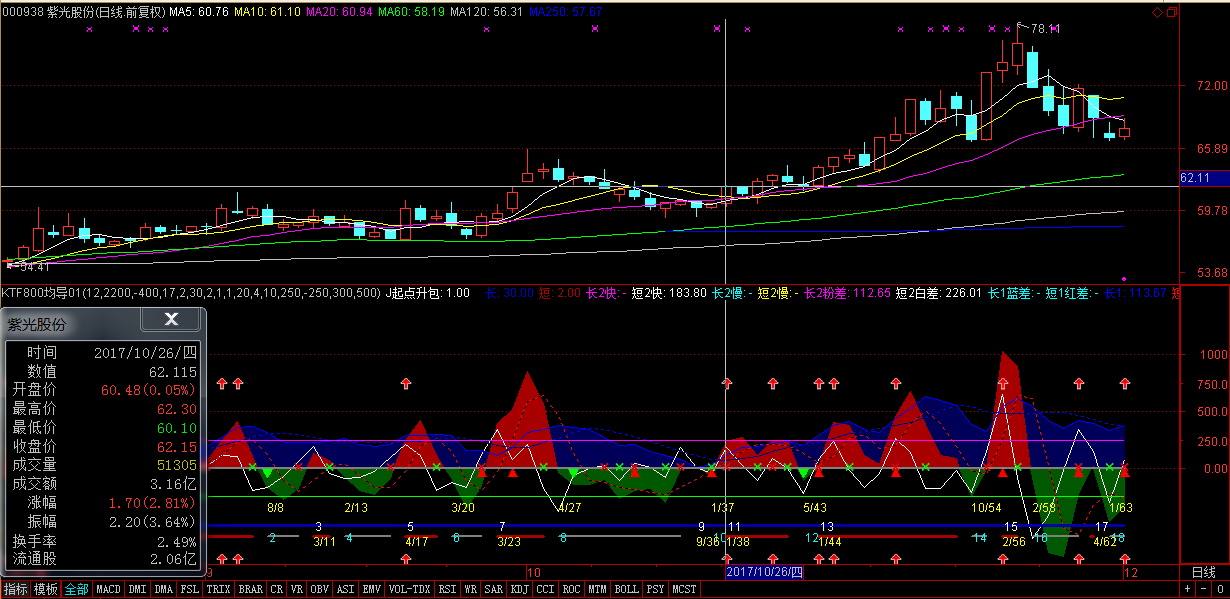 000938 紫光股份(日线.前复权) MA5: 60.76 MA10: 61.10 MA20: 60.94 MA60: 58.19 MA120: 56.31 MA250: 57.87
78.11
72.00
65.89
62.11
59.78
54.41
53.68
KTF800均导01(12,2200,-400,17,2,30,2,1,1,20,4,10,250,-250,300,500) J起点升包: 1.00 长: 30.00 短: 2.00 长2快: - 短2快: 183.80 长2慢: - 短2慢: - 长2粉差: 112.65 短2白差: 226.01 长1蓝差: - 短1红差: - 长1: 113.67 短
紫光股份 X
时间 2017/10/26/四
数值 62.115
开盘价 60.48(0.05%)
最高价 62.30
最低价 60.10
收盘价 62.15
成交量 51305
成交额 3.16亿
涨幅 1.70(2.81%)
振幅 2.20(3.64%)
换手率 2.49%
流通股 2.06亿
1000
750.0
500.0
250.0
0.00
8/8 2/13 3/20 4/27 1/37 5/43 10/54 2/58 1/63
3 5 7 9 11 13 15 17
2 4 6 8 10 12 14 16 18
3/11 4/17 3/23 9/36 1/38 1/44 2/56 4/62
10 2017/10/26/四 12 日线
指标 模板 全部 MACD DMI DMA FSL TRIX BRAR CR VR OBV ASI EMV VOL-TDX RSI WR SAR KDJ CCI ROC MTM BOLL PSY MCST + - 0